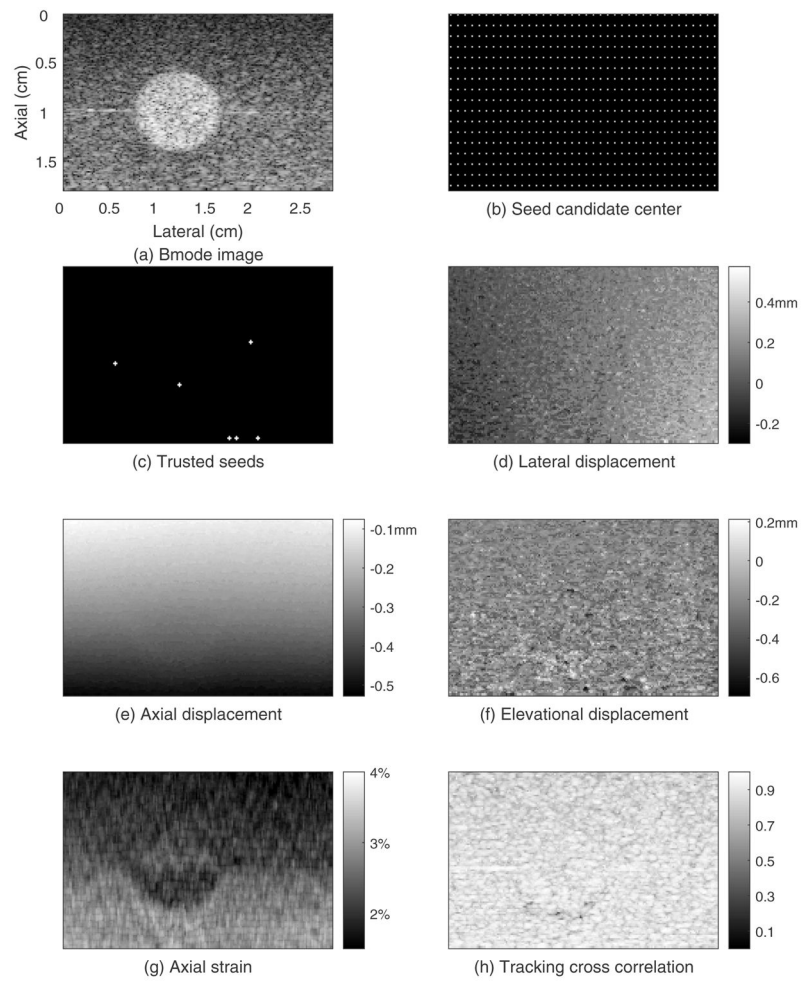 0
0.5
1
1.5
Axial (cm)
0 0.5 1 1.5 2 2.5
Lateral (cm)
(a) Bmode image
(b) Seed candidate center
(c) Trusted seeds
0.4mm
0.2
0
-0.2
(d) Lateral displacement
-0.1mm
-0.2
-0.3
-0.4
-0.5
(e) Axial displacement
0.2mm
0
-0.2
-0.4
-0.6
(f) Elevational displacement
4%
3%
2%
(g) Axial strain
0.9
0.7
0.5
0.3
0.1
(h) Tracking cross correlation